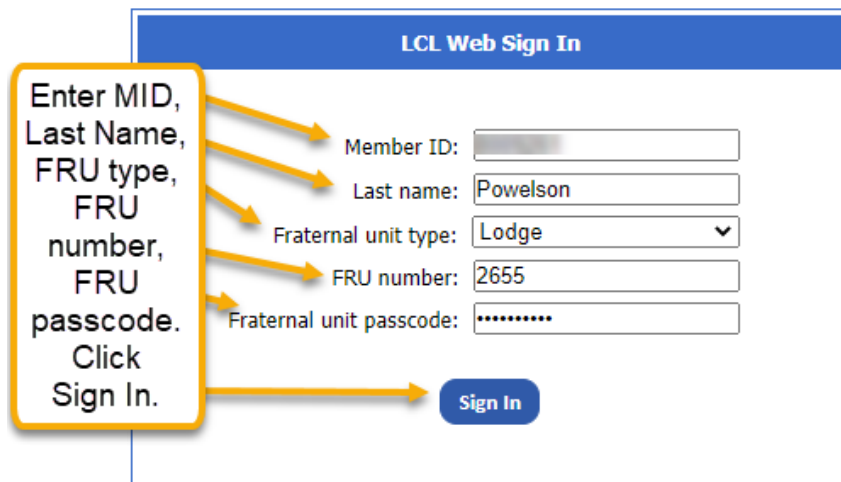 LCL Web Sign In
Enter MID,
Last Name,
FRU type,
FRU
number,
FRU
passcode.
Click
Sign In.
Member ID:
Last name: Powelson
Fraternal unit type: Lodge
FRU number: 2655
Fraternal unit passcode: ••••••••••
Sign In